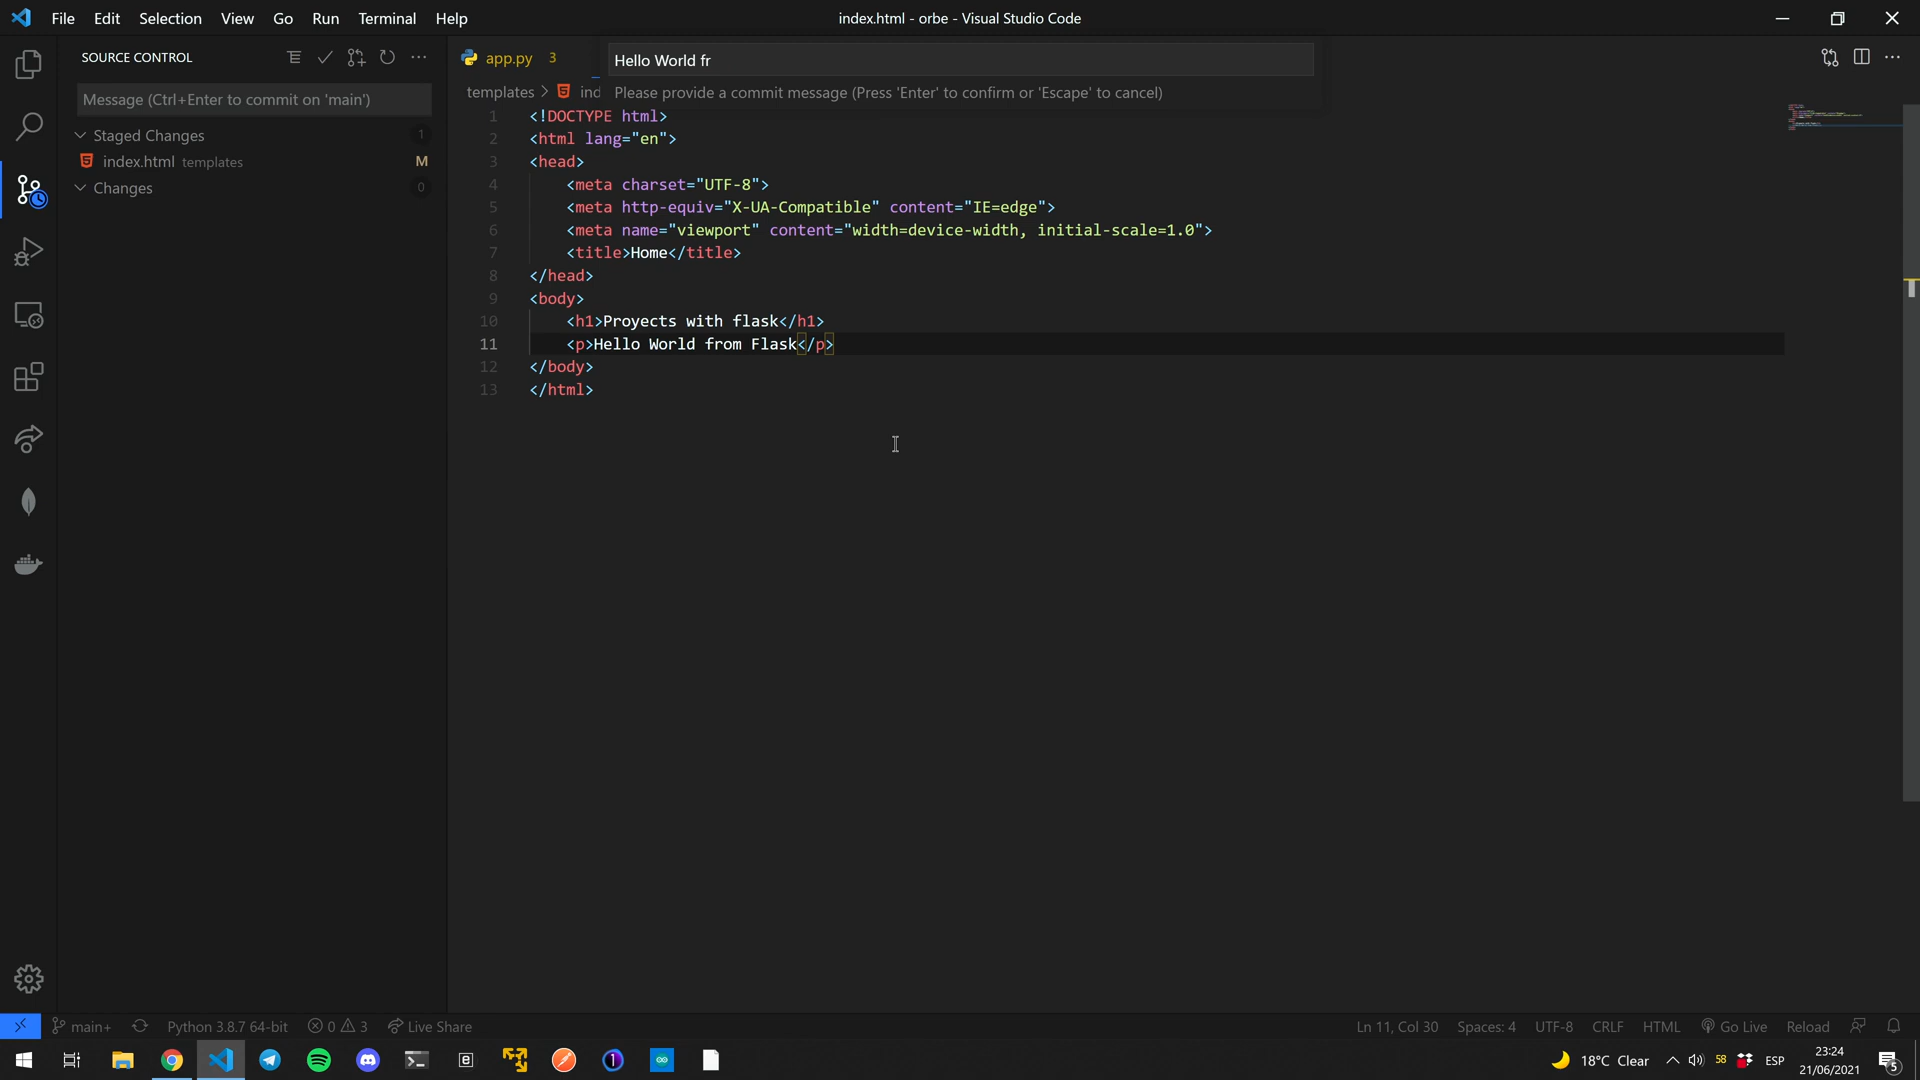 File Edit Selection View Go Run Terminal Help
index.html - orbe - Visual Studio Code
SOURCE CONTROL
Message (Ctrl+Enter to commit on 'main')
Staged Changes 1
index.html templates M
Changes 0
app.py 3
Hello World fr
templates > ind
Please provide a commit message (Press 'Enter' to confirm or 'Escape' to cancel)
1 <!DOCTYPE html>
2 <html lang="en">
3 <head>
4 <meta charset="UTF-8">
5 <meta http-equiv="X-UA-Compatible" content="IE=edge">
6 <meta name="viewport" content="width=device-width, initial-scale=1.0">
7 <title>Home</title>
8 </head>
9 <body>
10 <h1>Proyects with flask</h1>
11 <p>Hello World from Flask</p>
12 </body>
13 </html>
main+ Python 3.8.7 64-bit 0 3 Live Share
Ln 11, Col 30 Spaces: 4 UTF-8 CRLF HTML Go Live Reload
18°C Clear 58 ESP 23:24
21/06/2021 5